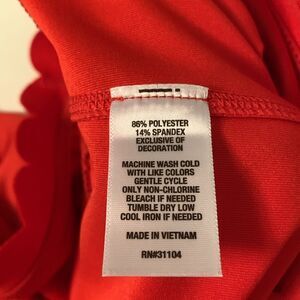 86% POLYESTER
14% SPANDEX
EXCLUSIVE OF
DECORATION
MACHINE WASH COLD
WITH LIKE COLORS
GENTLE CYCLE
ONLY NON-CHLORINE
BLEACH IF NEEDED
TUMBLE DRY LOW
COOL IRON IF NEEDED
MADE IN VIETNAM
RN#31104